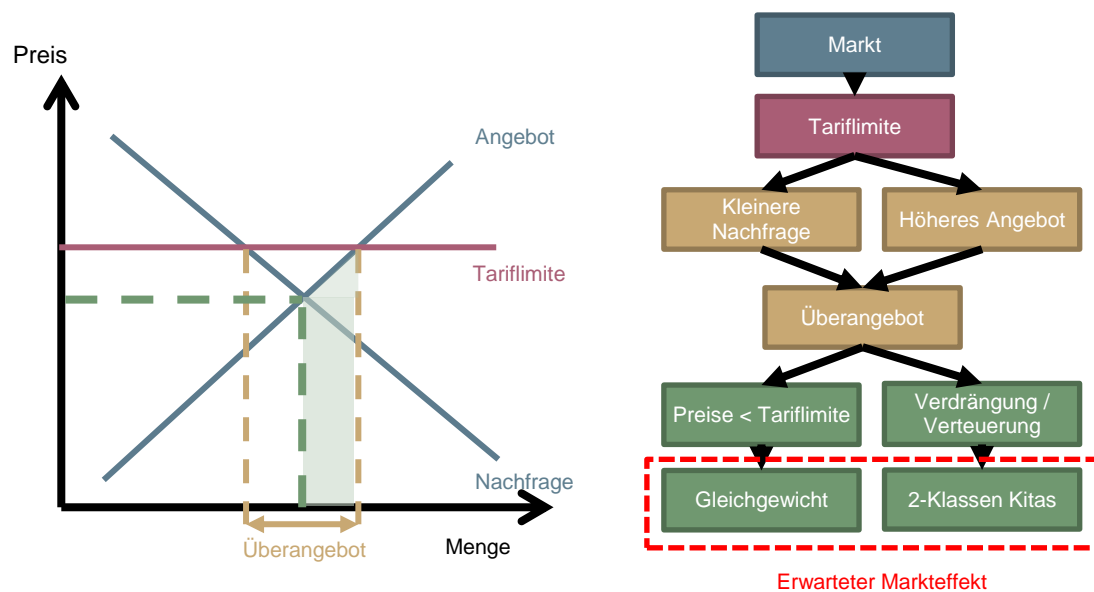 Preis
Angebot
Tariflimite
Nachfrage
Überangebot
Menge
Markt
Tariflimite
Kleinere
Nachfrage
Höheres Angebot
Überangebot
Preise < Tariflimite
Verdrängung /
Verteuerung
Gleichgewicht
2-Klassen Kitas
Erwarteter Markteffekt